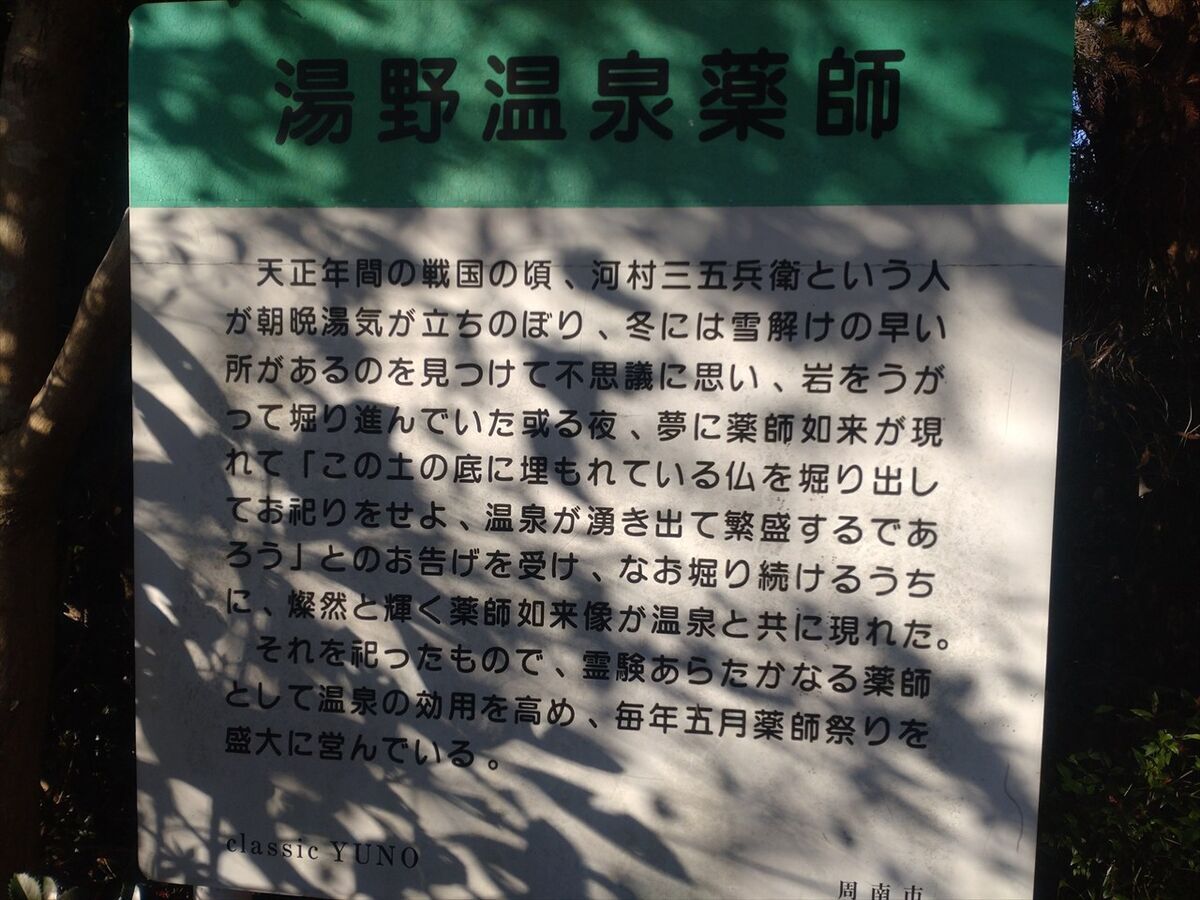 湯野温泉薬師
天正年間の戦国の頃、河村三五兵衛という人
が朝晩湯気が立ちのぼり、冬には雪解けの早い
所があるのを見つけて不思議に思い、岩をうが
って堀り進んでいた或る夜、夢に薬師如来が現
れて「この土の底に埋もれている仏を堀り出し
てお祀りをせよ、温泉が湧き出て繁盛するであ
ろう」とのお告げを受け、なお堀り続けるうち
に、燦然と輝く薬師如来像が温泉と共に現れた。
それを祀ったもので、霊験あらたかなる薬師
として温泉の効用を高め、毎年五月薬師祭りを
盛大に営んでいる。
classic YUNO
周南市